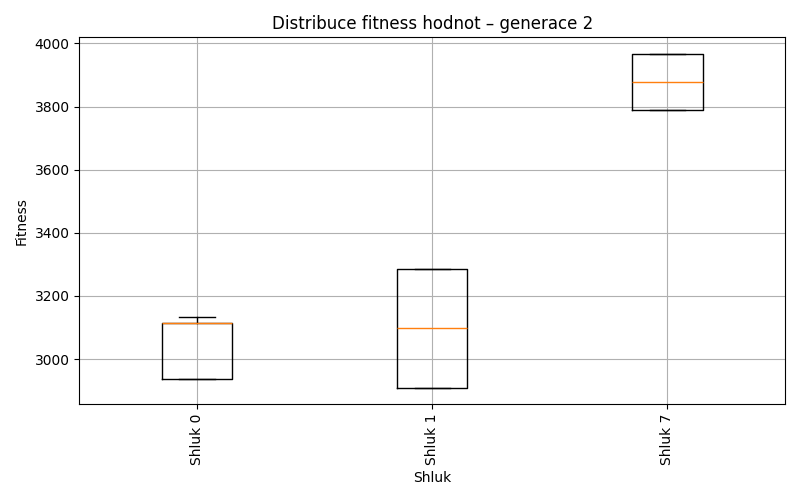 Distribuce fitness hodnot – generace 2
4000
3800
3600
3400
3200
3000
Fitness
Shluk 0
Shluk 1
Shluk 7
Shluk